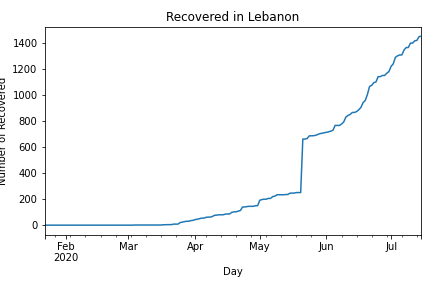 Recovered in Lebanon
Number of Recovered
1400
1200
1000
800
600
400
200
0
Feb
2020
Mar
Apr
May
Jun
Jul
Day